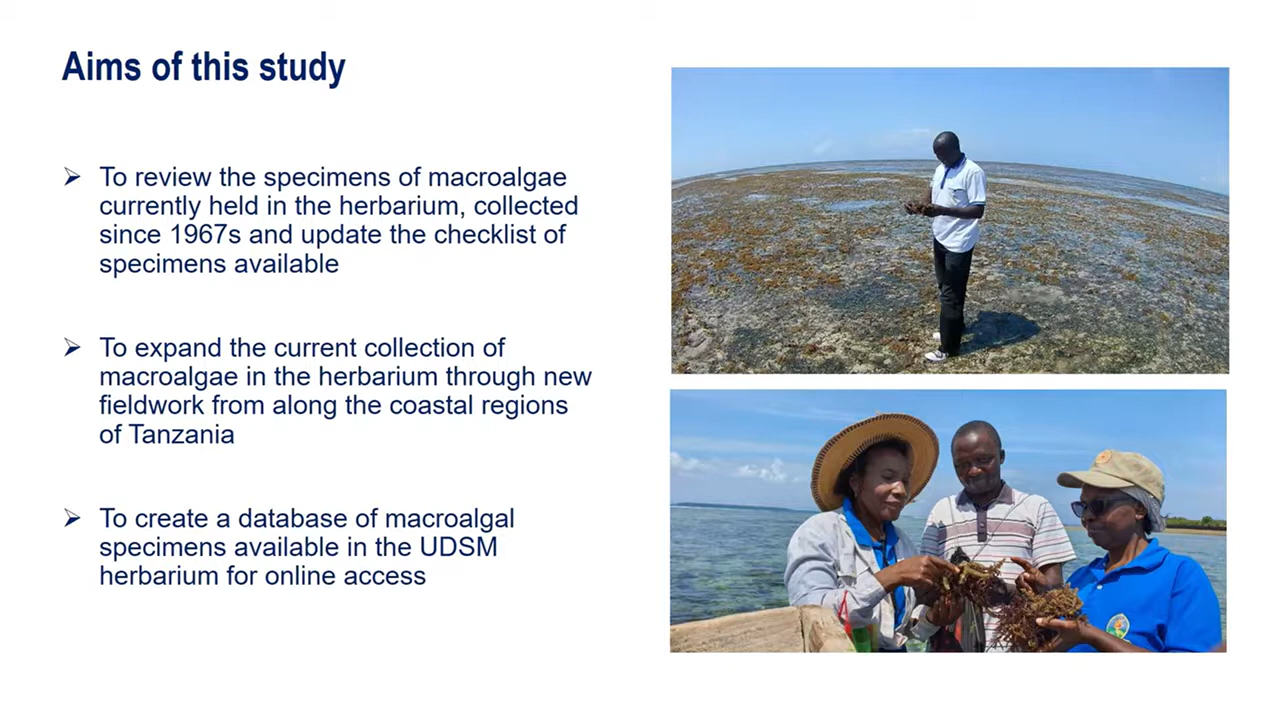 Aims of this study
To review the specimens of macroalgae
currently held in the herbarium, collected
since 1967s and update the checklist of
specimens available
To expand the current collection of
macroalgae in the herbarium through new
fieldwork from along the coastal regions
of Tanzania
To create a database of macroalgal
specimens available in the UDSM
herbarium for online access